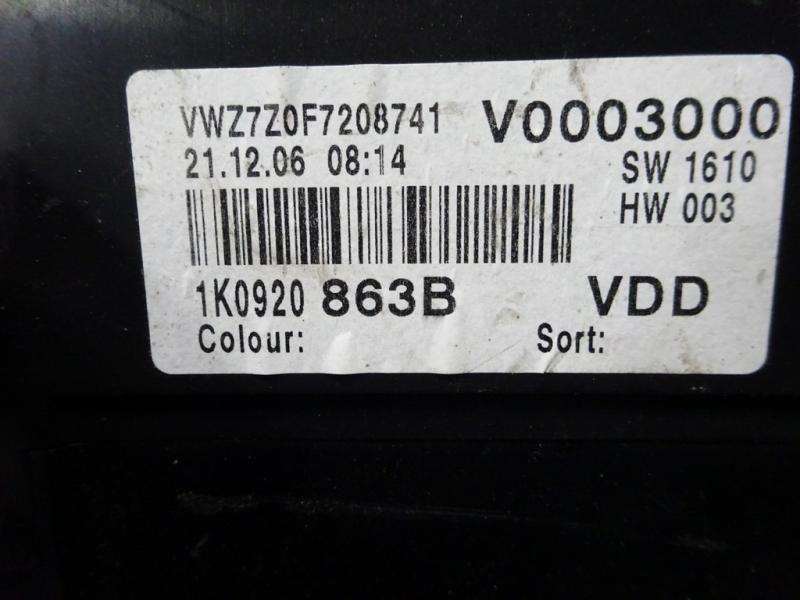 VWZ7Z0F7208741 V0003000
21.12.06 08:14 SW 1610
HW 003
1K0920 863B VDD
Colour: Sort: